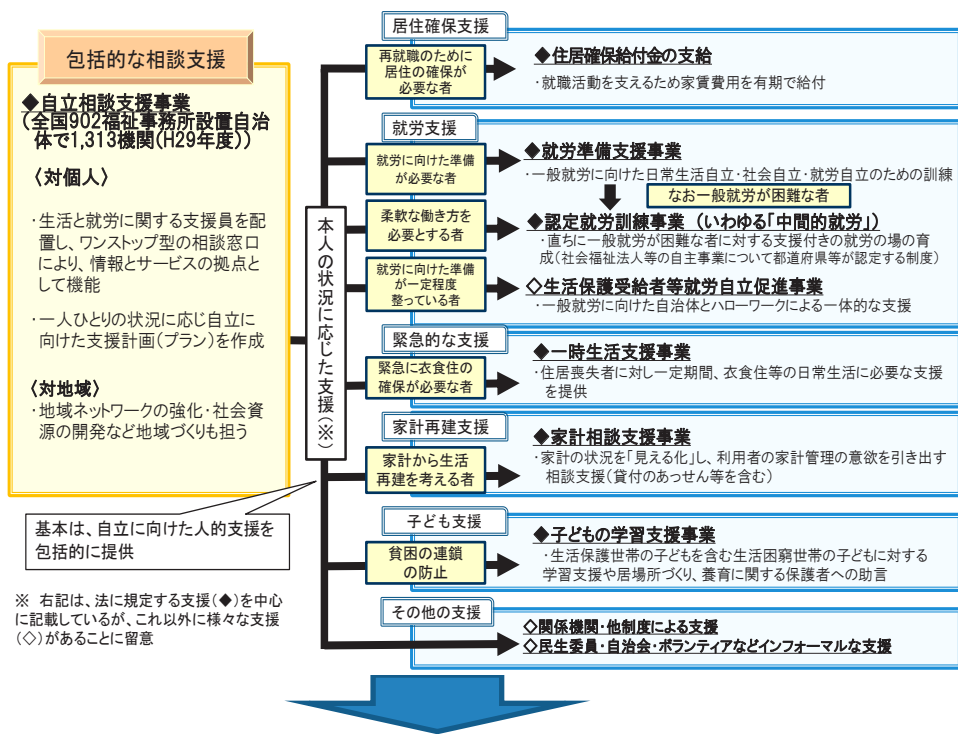 包括的な相談支援
◆自立相談支援事業
(全国902福祉事務所設置自治
体で1,313機関(H29年度))
〈対個人〉
・生活と就労に関する支援員を配
置し、ワンストップ型の相談窓口
により、情報とサービスの拠点と
して機能
・一人ひとりの状況に応じ自立に
向けた支援計画(プラン)を作成
〈対地域〉
・地域ネットワークの強化・社会資
源の開発など地域づくりも担う
基本は、自立に向けた人的支援を
包括的に提供
※ 右記は、法に規定する支援(◆)を中心
に記載しているが、これ以外に様々な支援
(◇)があることに留意
本人の状況に応じた支援(※)
居住確保支援
再就職のために
居住の確保が
必要な者
◆住居確保給付金の支給
・就職活動を支えるため家賃費用を有期で給付
就労支援
就労に向けた準備
が必要な者
◆就労準備支援事業
・一般就労に向けた日常生活自立・社会自立・就労自立のための訓練
なお一般就労が困難な者
柔軟な働き方を
必要とする者
◆認定就労訓練事業 (いわゆる「中間的就労」)
・直ちに一般就労が困難な者に対する支援付きの就労の場の育
成(社会福祉法人等の自主事業について都道府県等が認定する制度)
就労に向けた準備
が一定程度
整っている者
◇生活保護受給者等就労自立促進事業
・一般就労に向けた自治体とハローワークによる一体的な支援
緊急的な支援
緊急に衣食住の
確保が必要な者
◆一時生活支援事業
・住居喪失者に対し一定期間、衣食住等の日常生活に必要な支援
を提供
家計再建支援
家計から生活
再建を考える者
◆家計相談支援事業
・家計の状況を「見える化」し、利用者の家計管理の意欲を引き出す
相談支援(貸付のあっせん等を含む)
子ども支援
貧困の連鎖
の防止
◆子どもの学習支援事業
・生活保護世帯の子どもを含む生活困窮世帯の子どもに対する
学習支援や居場所づくり、養育に関する保護者への助言
その他の支援
◇関係機関・他制度による支援
◇民生委員・自治会・ボランティアなどインフォーマルな支援